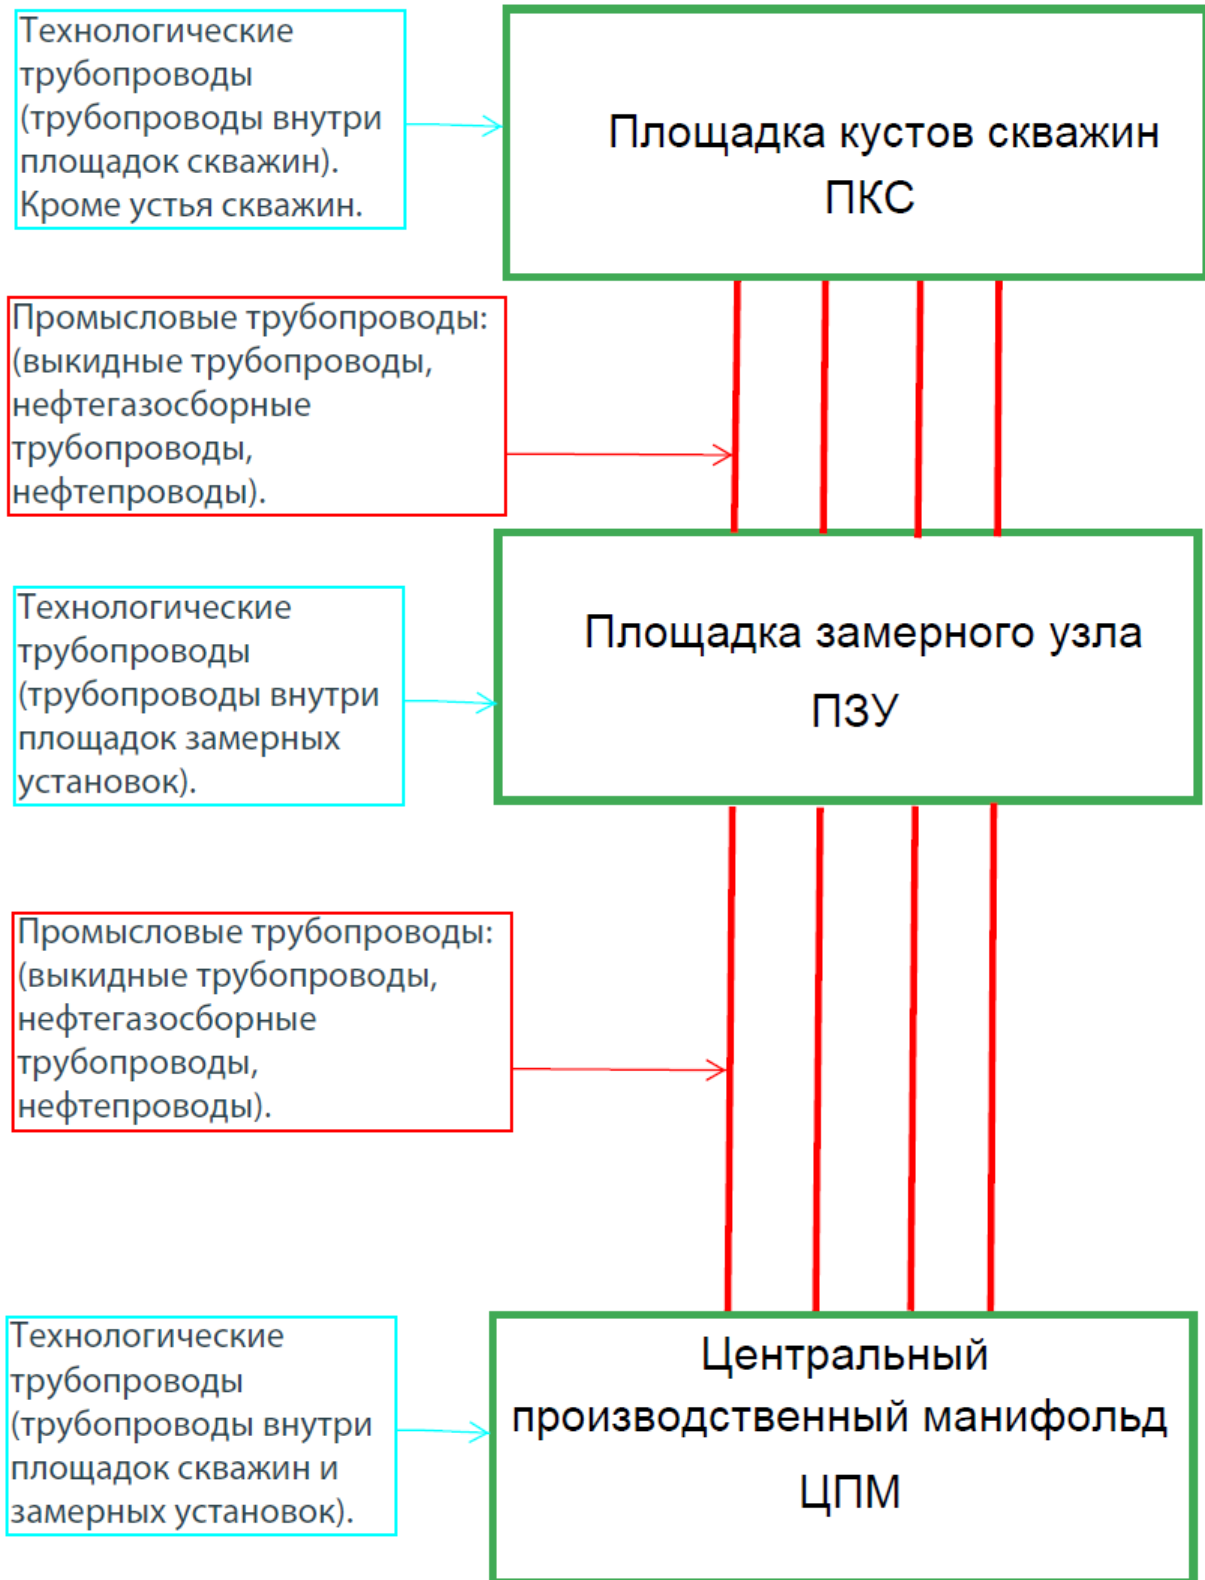 Технологические
трубопроводы
(трубопроводы внутри
площадок скважин).
Кроме устья скважин.
Площадка кустов скважин
ПКС
Промысловые трубопроводы:
(выкидные трубопроводы,
нефтегазосборные
трубопроводы,
нефтепроводы).
Технологические
трубопроводы
(трубопроводы внутри
площадок замерных
установок).
Площадка замерного узла
ПЗУ
Промысловые трубопроводы:
(выкидные трубопроводы,
нефтегазосборные
трубопроводы,
нефтепроводы).
Технологические
трубопроводы
(трубопроводы внутри
площадок скважин и
замерных установок).
Центральный
производственный манифольд
ЦПМ